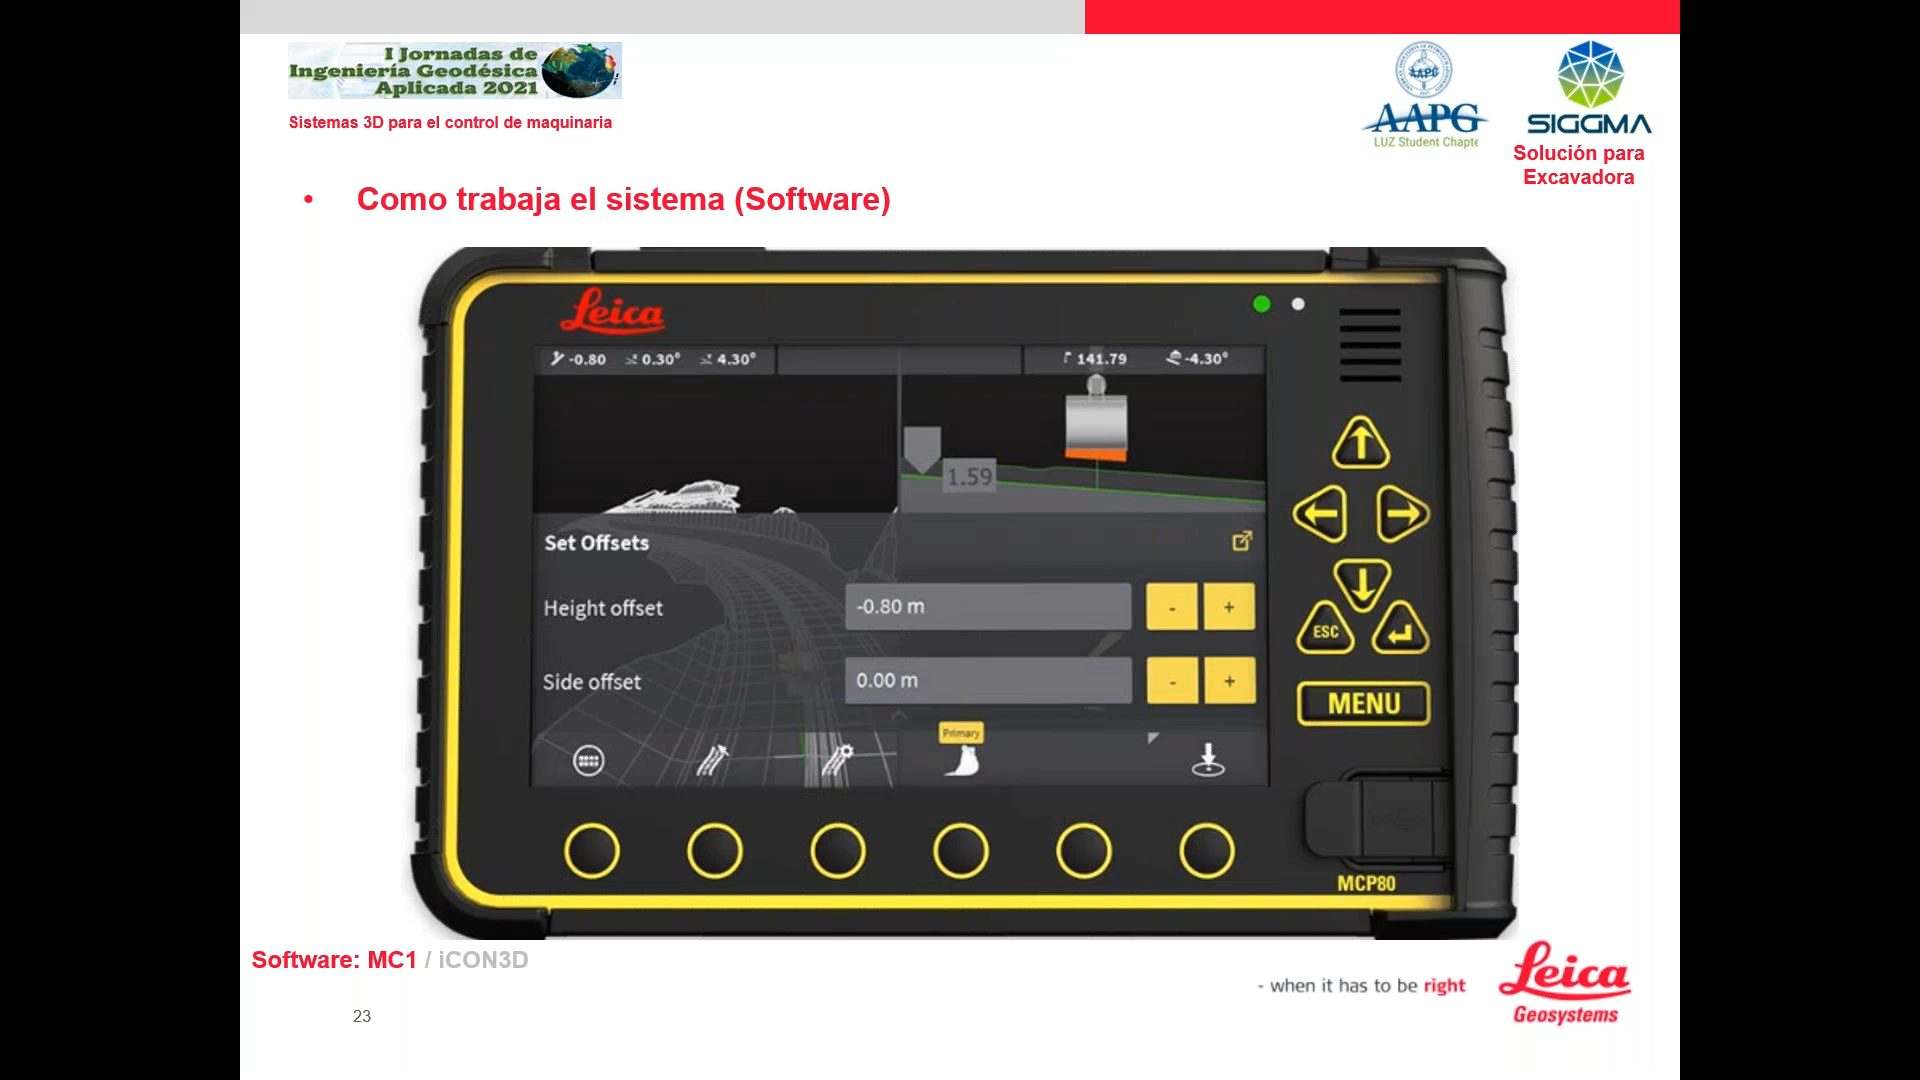 I Jornadas de
Ingeniería Geodésica
Aplicada 2021
Sistemas 3D para el control de maquinaria
AAPG
AAPG
LUZ Student Chapte
SIGGMA
Solución para
Excavadora
• Como trabaja el sistema (Software)
Leica
-0.80 0.30° 4.30° 141.79 -4.30°
1.59
Set Offsets
Height offset -0.80 m - +
Side offset 0.00 m - +
Primary
ESC
MENU
MCP80
Software: MC1 / iCON3D
- when it has to be right
Leica
Geosystems
23